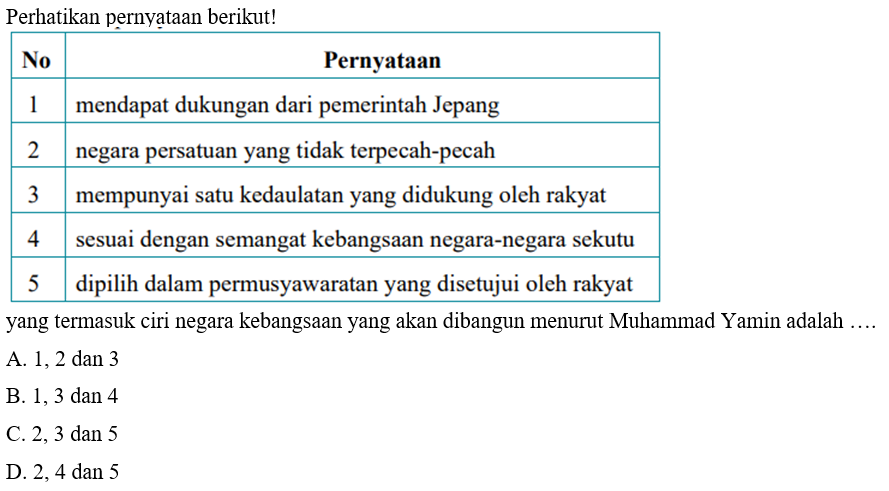 Perhatikan pernyataan berikut!
No Pernyataan
1 mendapat dukungan dari pemerintah Jepang
2 negara persatuan yang tidak terpecah-pecah
3 mempunyai satu kedaulatan yang didukung oleh rakyat
4 sesuai dengan semangat kebangsaan negara-negara sekutu
5 dipilih dalam permusyawaratan yang disetujui oleh rakyat
yang termasuk ciri negara kebangsaan yang akan dibangun menurut Muhammad Yamin adalah ….
A. 1, 2 dan 3
B. 1, 3 dan 4
C. 2, 3 dan 5
D. 2, 4 dan 5